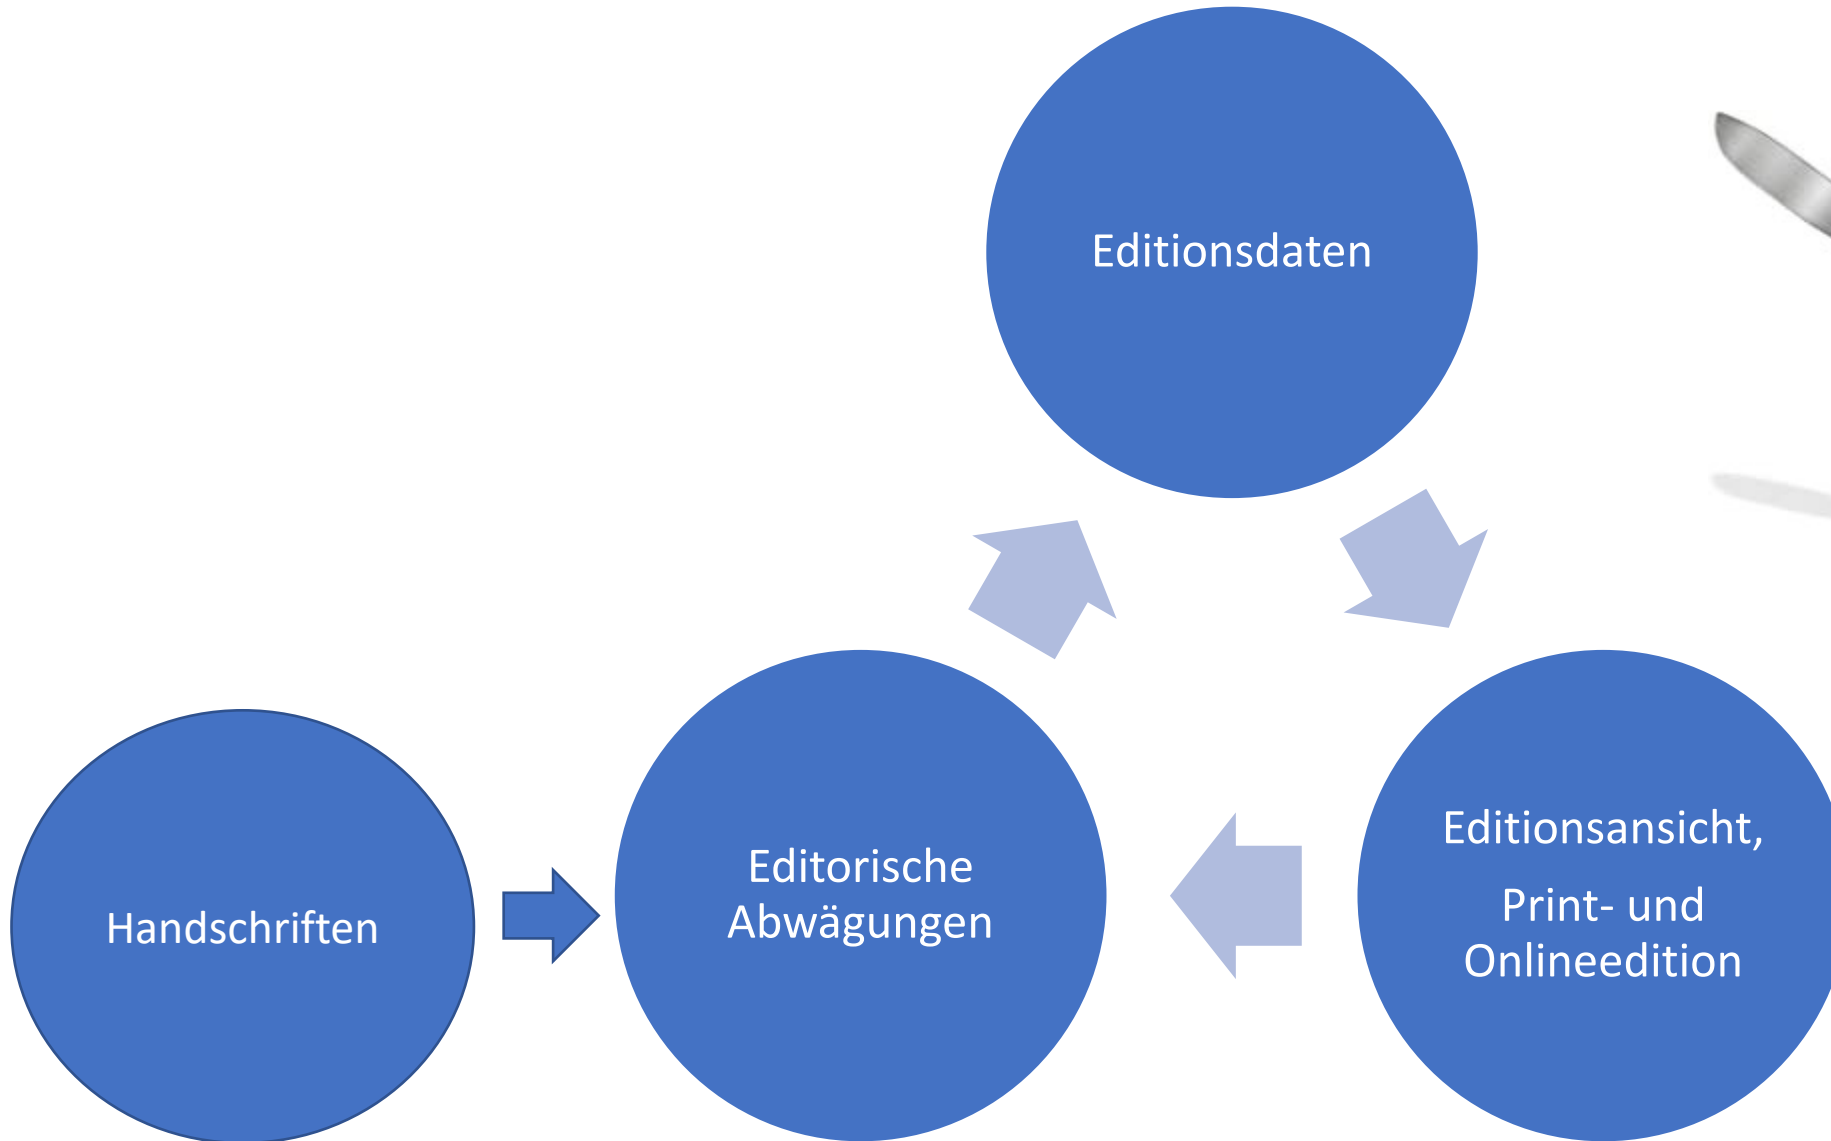 Editionsdaten
Handschriften
Editorische
Abwägungen
Editionsansicht,
Print- und
Onlineedition